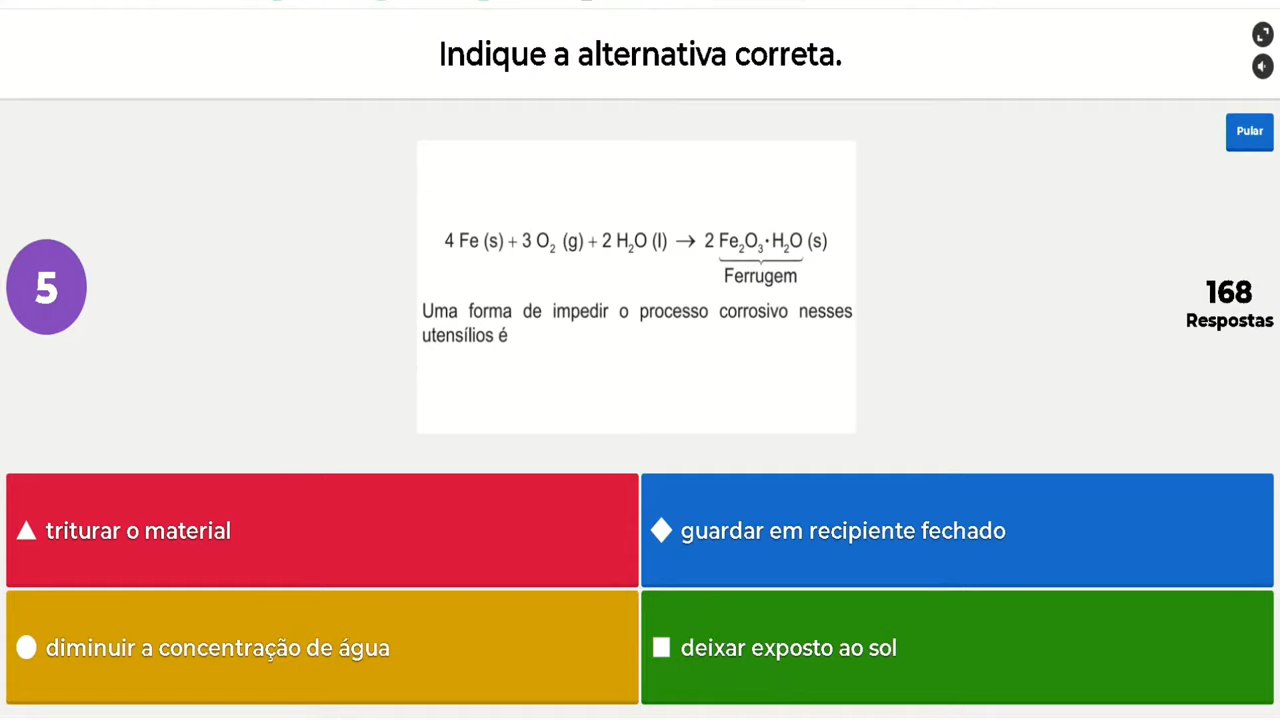 Indique a alternativa correta.
Pular
4 Fe (s) + 3 O₂ (g) + 2 H₂O (l) → 2 Fe₂O₃·H₂O (s)
Ferrugem
5
168
Respostas
Uma forma de impedir o processo corrosivo nesses
utensílios é
triturar o material
guardar em recipiente fechado
diminuir a concentração de água
deixar exposto ao sol